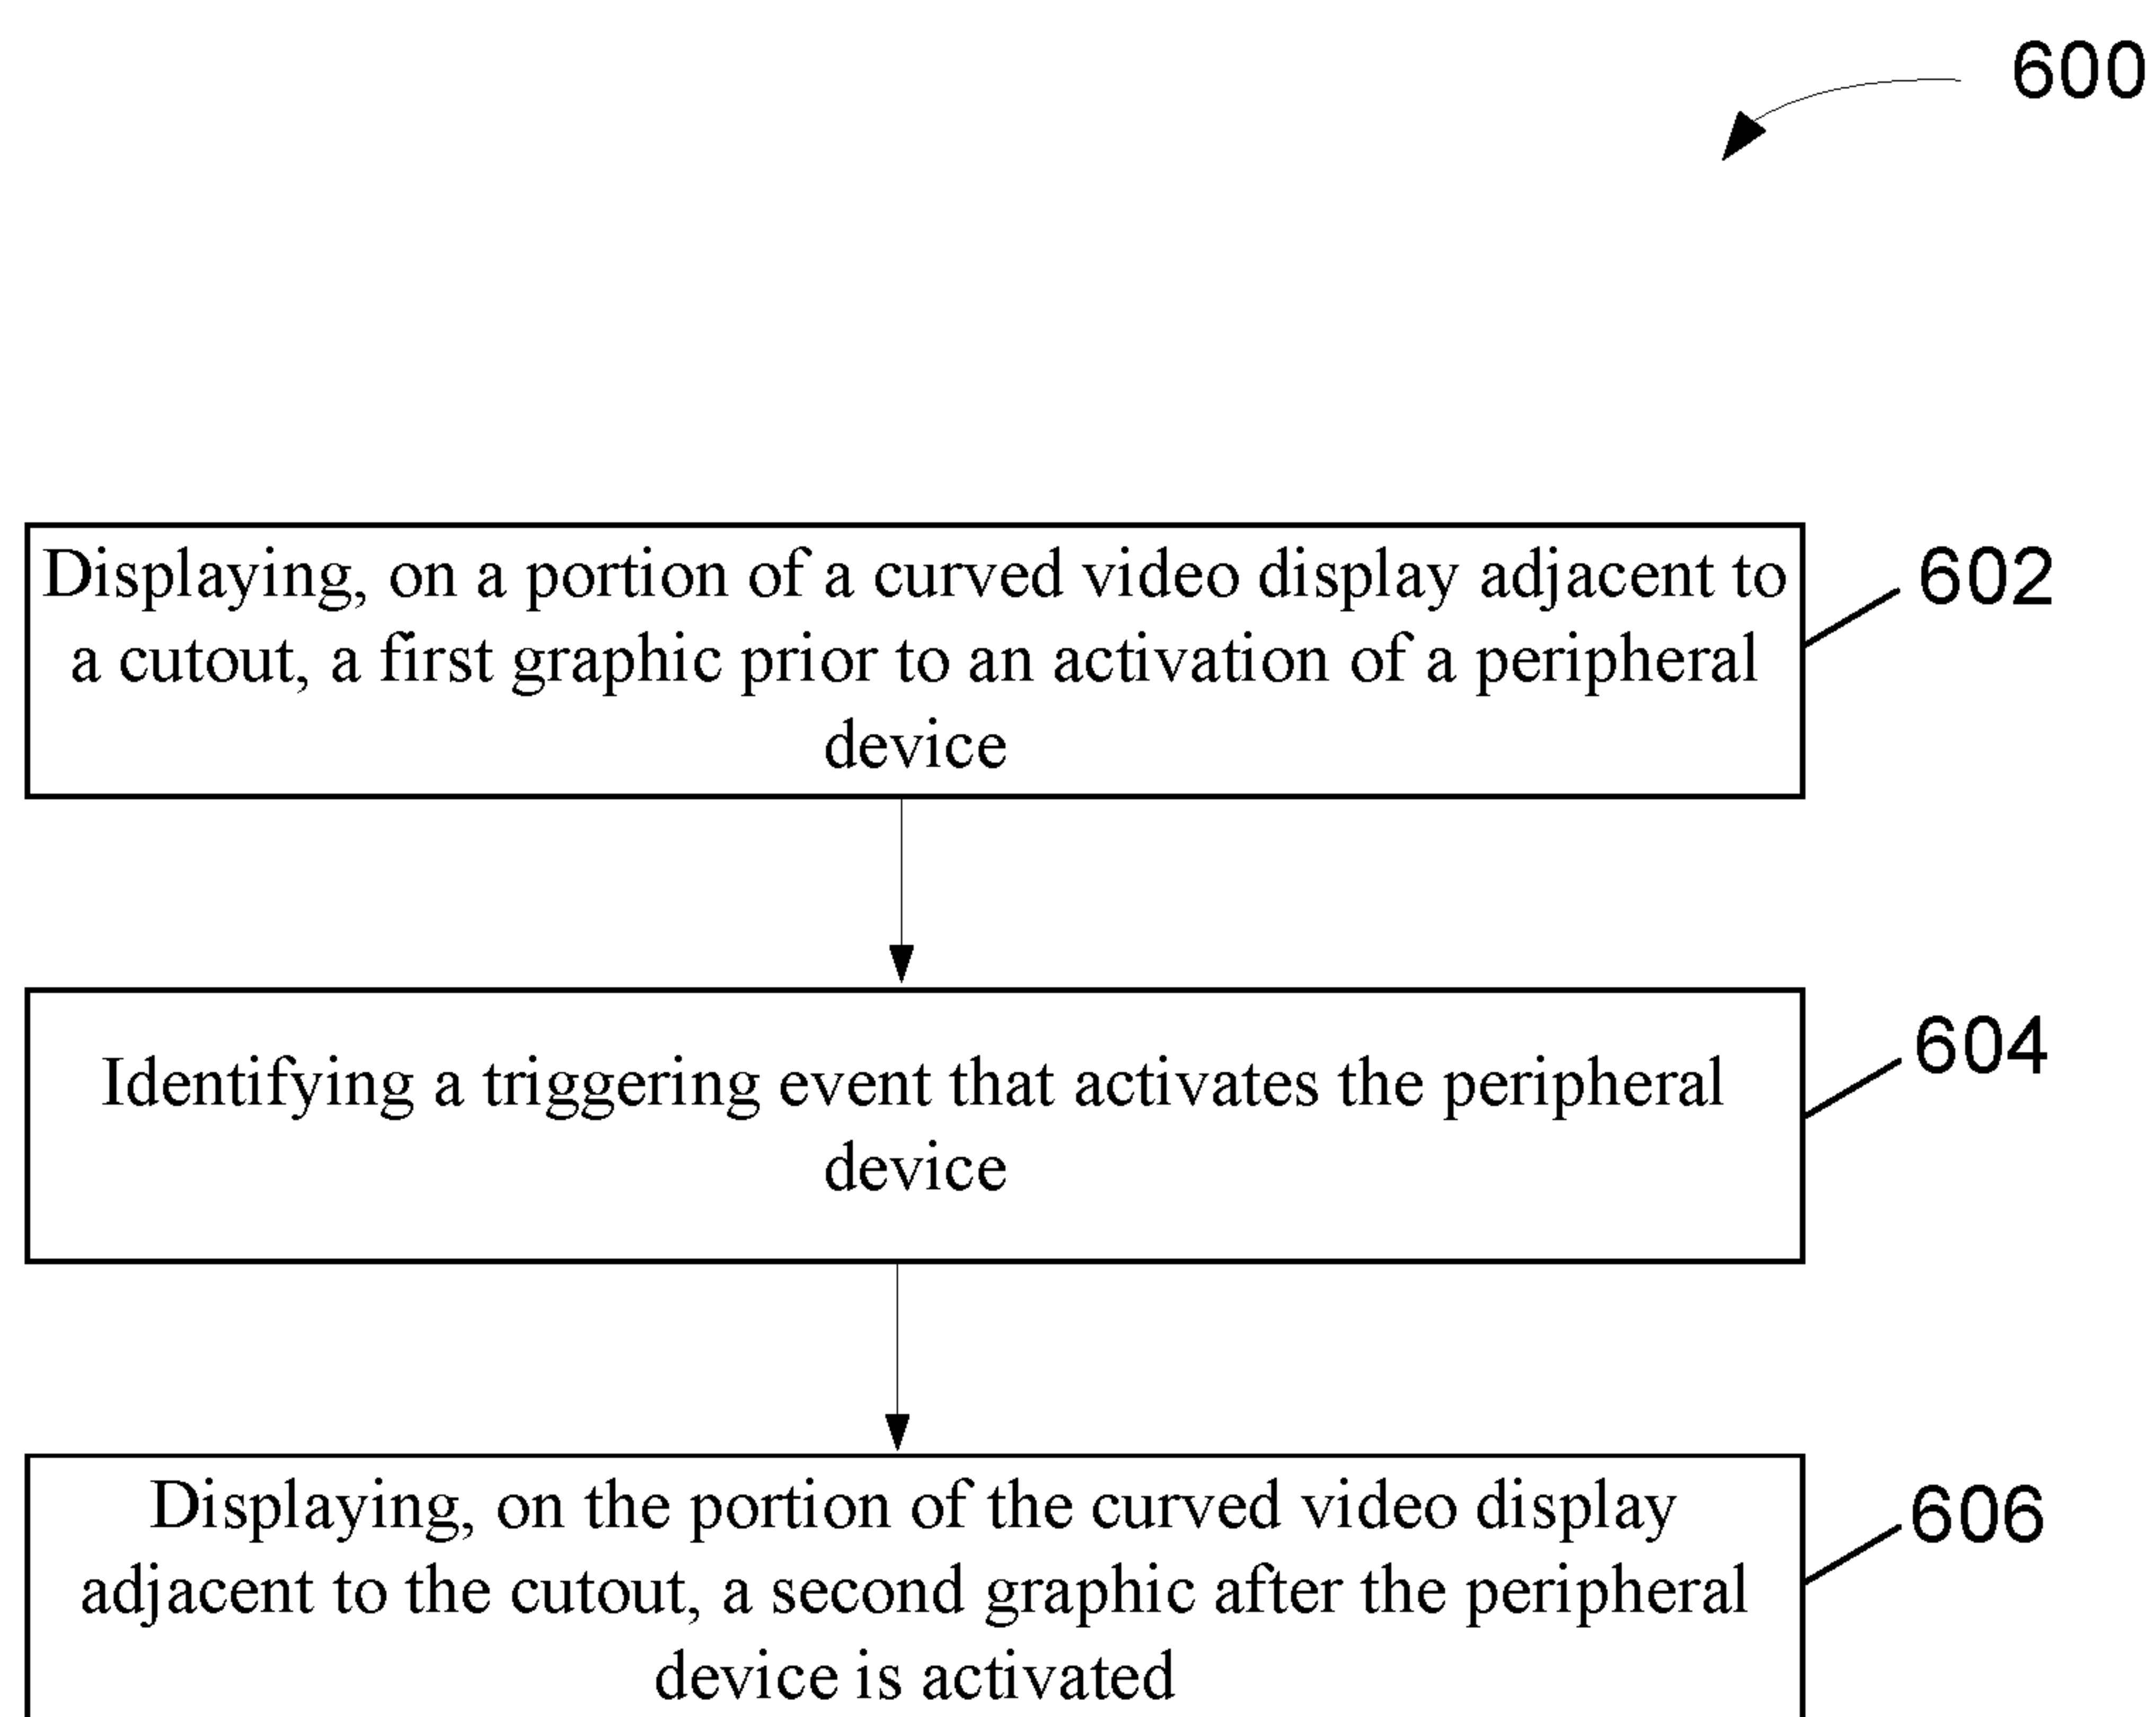 600
Displaying, on a portion of a curved video display adjacent to
a cutout, a first graphic prior to an activation of a peripheral
device
602
Identifying a triggering event that activates the peripheral
device
604
Displaying, on the portion of the curved video display
adjacent to the cutout, a second graphic after the peripheral
device is activated
606